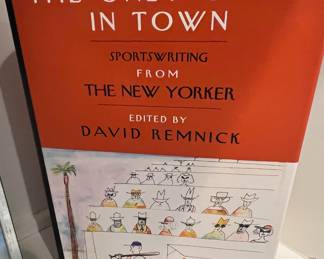 IN TOWN
SPORTSWRITING
FROM
THE NEW YORKER
EDITED BY
DAVID REMNICK